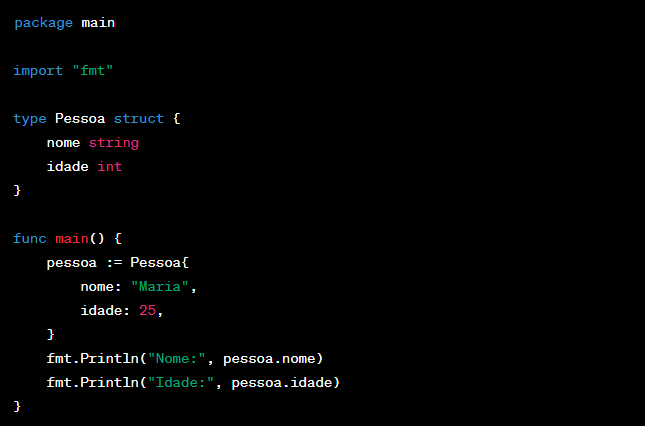 package main
import "fmt"
type Pessoa struct {
    nome string
    idade int
}
func main() {
    pessoa := Pessoa{
        nome: "Maria",
        idade: 25,
    }
    fmt.Println("Nome:", pessoa.nome)
    fmt.Println("Idade:", pessoa.idade)
}